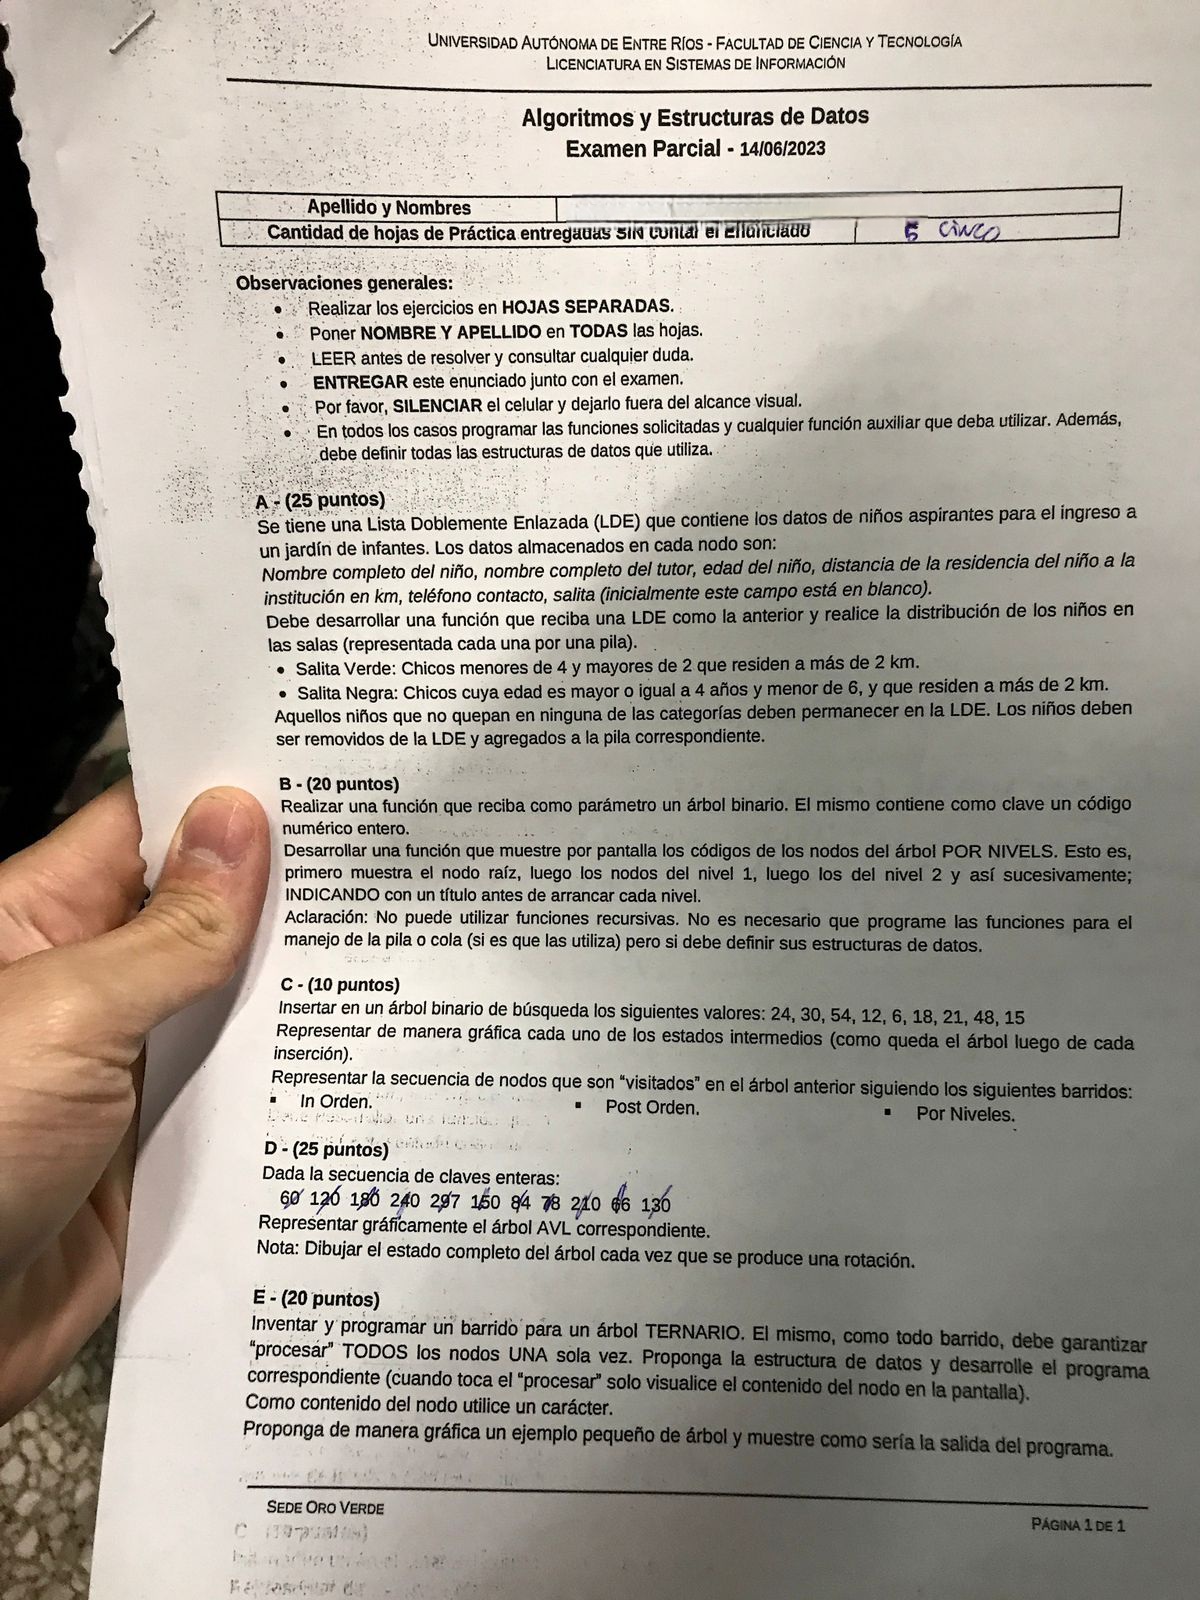 UNIVERSIDAD AUTÓNOMA DE ENTRE RÍOS - FACULTAD DE CIENCIA Y TECNOLOGÍA
LICENCIATURA EN SISTEMAS DE INFORMACIÓN
Algoritmos y Estructuras de Datos
Examen Parcial - 14/06/2023
Apellido y Nombres
Cantidad de hojas de Práctica entregadas SIN contar el Enunciado 5 cinco
Observaciones generales:
• Realizar los ejercicios en HOJAS SEPARADAS.
• Poner NOMBRE Y APELLIDO en TODAS las hojas.
• LEER antes de resolver y consultar cualquier duda.
• ENTREGAR este enunciado junto con el examen.
• Por favor, SILENCIAR el celular y dejarlo fuera del alcance visual.
• En todos los casos programar las funciones solicitadas y cualquier función auxiliar que deba utilizar. Además,
debe definir todas las estructuras de datos que utiliza.
A - (25 puntos)
Se tiene una Lista Doblemente Enlazada (LDE) que contiene los datos de niños aspirantes para el ingreso a
un jardín de infantes. Los datos almacenados en cada nodo son:
Nombre completo del niño, nombre completo del tutor, edad del niño, distancia de la residencia del niño a la
institución en km, teléfono contacto, salita (inicialmente este campo está en blanco).
Debe desarrollar una función que reciba una LDE como la anterior y realice la distribución de los niños en
las salas (representada cada una por una pila).
• Salita Verde: Chicos menores de 4 y mayores de 2 que residen a más de 2 km.
• Salita Negra: Chicos cuya edad es mayor o igual a 4 años y menor de 6, y que residen a más de 2 km.
Aquellos niños que no quepan en ninguna de las categorías deben permanecer en la LDE. Los niños deben
ser removidos de la LDE y agregados a la pila correspondiente.
B - (20 puntos)
Realizar una función que reciba como parámetro un árbol binario. El mismo contiene como clave un código
numérico entero.
Desarrollar una función que muestre por pantalla los códigos de los nodos del árbol POR NIVELS. Esto es,
primero muestra el nodo raíz, luego los nodos del nivel 1, luego los del nivel 2 y así sucesivamente;
INDICANDO con un título antes de arrancar cada nivel.
Aclaración: No puede utilizar funciones recursivas. No es necesario que programe las funciones para el
manejo de la pila o cola (si es que las utiliza) pero si debe definir sus estructuras de datos.
C - (10 puntos)
Insertar en un árbol binario de búsqueda los siguientes valores: 24, 30, 54, 12, 6, 18, 21, 48, 15
Representar de manera gráfica cada uno de los estados intermedios (como queda el árbol luego de cada
inserción).
Representar la secuencia de nodos que son “visitados” en el árbol anterior siguiendo los siguientes barridos:
▪ In Orden. ▪ Post Orden. ▪ Por Niveles.
D - (25 puntos)
Dada la secuencia de claves enteras:
60 120 180 240 297 150 84 78 210 66 130
Representar gráficamente el árbol AVL correspondiente.
Nota: Dibujar el estado completo del árbol cada vez que se produce una rotación.
E - (20 puntos)
Inventar y programar un barrido para un árbol TERNARIO. El mismo, como todo barrido, debe garantizar
“procesar” TODOS los nodos UNA sola vez. Proponga la estructura de datos y desarrolle el programa
correspondiente (cuando toca el “procesar” solo visualice el contenido del nodo en la pantalla).
Como contenido del nodo utilice un carácter.
Proponga de manera gráfica un ejemplo pequeño de árbol y muestre como sería la salida del programa.
SEDE ORO VERDE
PÁGINA 1 DE 1